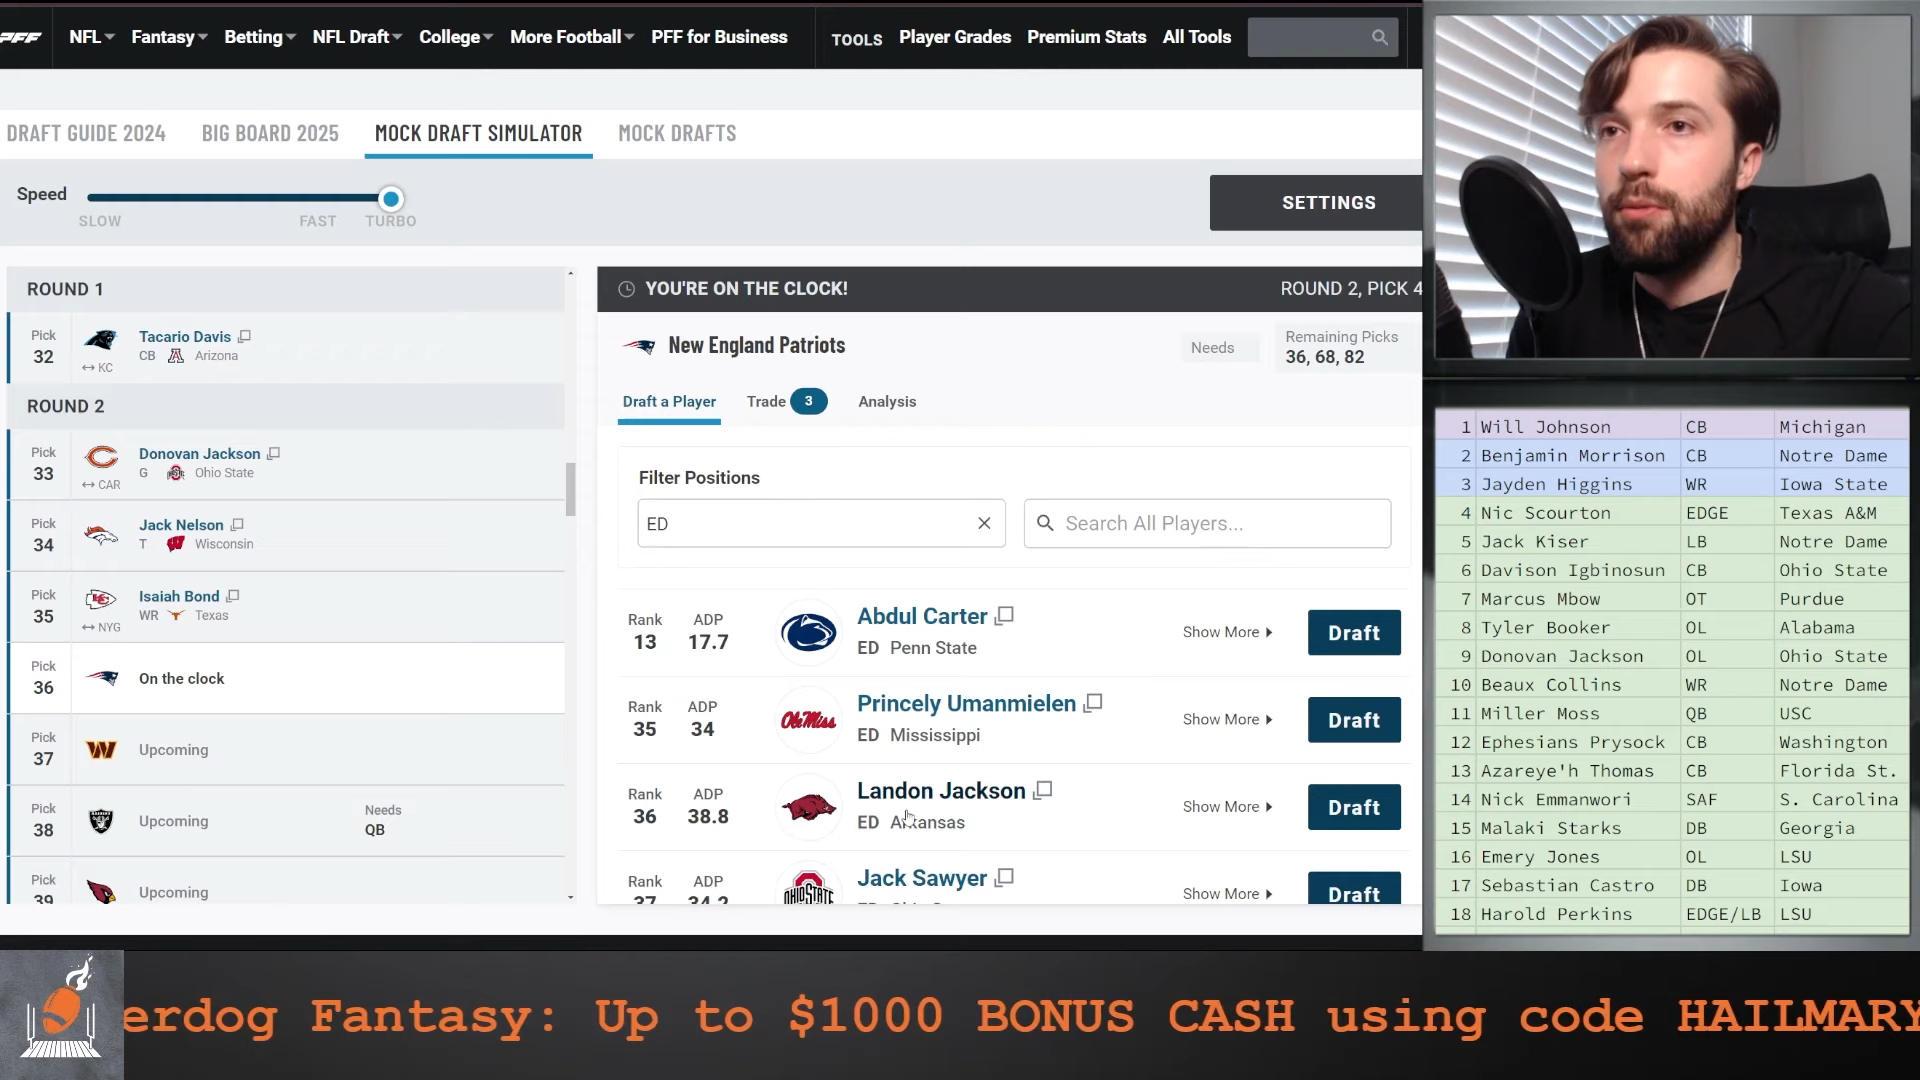 PFF NFL Fantasy Betting NFL Draft College More Football PFF for Business TOOLS Player Grades Premium Stats All Tools
DRAFT GUIDE 2024 BIG BOARD 2025 MOCK DRAFT SIMULATOR MOCK DRAFTS
Speed
SLOW FAST TURBO
SETTINGS
ROUND 1
Pick 32 Tacario Davis
KC CB Arizona
ROUND 2
Pick 33 Donovan Jackson
CAR G Ohio State
Pick 34 Jack Nelson
T Wisconsin
Pick 35 Isaiah Bond
NYG WR Texas
Pick 36 On the clock
Pick 37 Upcoming
Pick 38 Upcoming Needs QB
Pick 39 Upcoming
YOU'RE ON THE CLOCK! ROUND 2, PICK 4
New England Patriots Needs Remaining Picks
36, 68, 82
Draft a Player Trade 3 Analysis
Filter Positions
ED Search All Players...
Rank 13 ADP 17.7 Abdul Carter Show More Draft
ED Penn State
Rank 35 ADP 34 Ole Miss Princely Umanmielen Show More Draft
ED Mississippi
Rank 36 ADP 38.8 Landon Jackson Show More Draft
ED Arkansas
Rank 37 ADP 34.2 OHIO STATE Jack Sawyer Show More Draft
1 Will Johnson CB Michigan
2 Benjamin Morrison CB Notre Dame
3 Jayden Higgins WR Iowa State
4 Nic Scourton EDGE Texas A&M
5 Jack Kiser LB Notre Dame
6 Davison Igbinosun CB Ohio State
7 Marcus Mbow OT Purdue
8 Tyler Booker OL Alabama
9 Donovan Jackson OL Ohio State
10 Beaux Collins WR Notre Dame
11 Miller Moss QB USC
12 Ephesians Prysock CB Washington
13 Azareye'h Thomas CB Florida St.
14 Nick Emmanwori SAF S. Carolina
15 Malaki Starks DB Georgia
16 Emery Jones OL LSU
17 Sebastian Castro DB Iowa
18 Harold Perkins EDGE/LB LSU
erdog Fantasy: Up to $1000 BONUS CASH using code HAILMARY